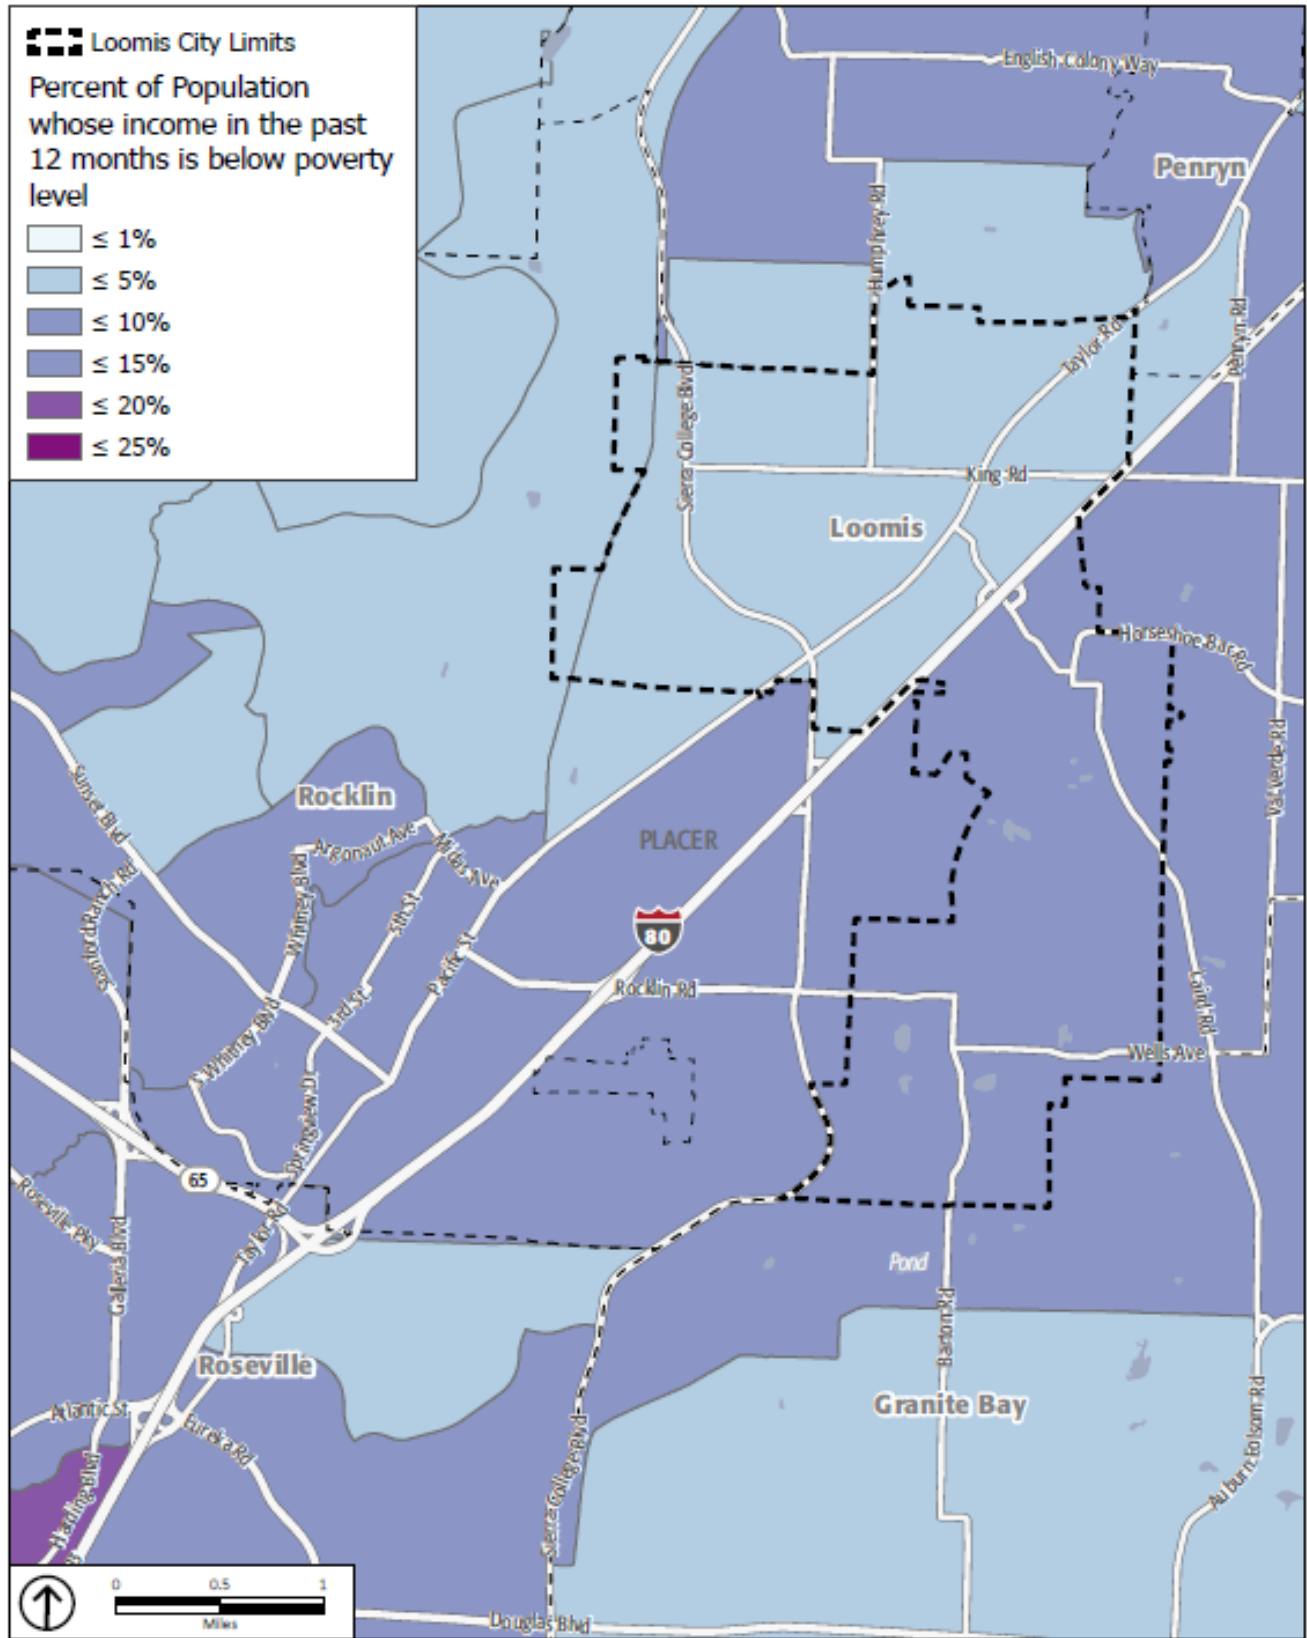 Loomis City Limits
Percent of Population
whose income in the past
12 months is below poverty
level
≤ 1%
≤ 5%
≤ 10%
≤ 15%
≤ 20%
≤ 25%
English Colony Way
Penryn
Humphrey Rd
Taylor Rd
Penryn Rd
Sierra College Blvd
King Rd
Loomis
Horseshoe Bar Rd
Val Verde Rd
Sunset Blvd
Rocklin
Argonaut Ave
Midas Ave
PLACER
Stanford Ranch Rd
Whitney Blvd
5th St
Pacific St
80
Rocklin Rd
Laird Rd
3rd St
S Whitney Blvd
Wells Ave
Springview Dr
65
Roseville Pky
Galleria Blvd
Taylor Rd
Pond
Barton Rd
Roseville
Granite Bay
Atlantic St
Eureka Rd
Harding Blvd
Sierra College Blvd
Auburn Folsom Rd
0 0.5 1
Miles
Douglas Blvd